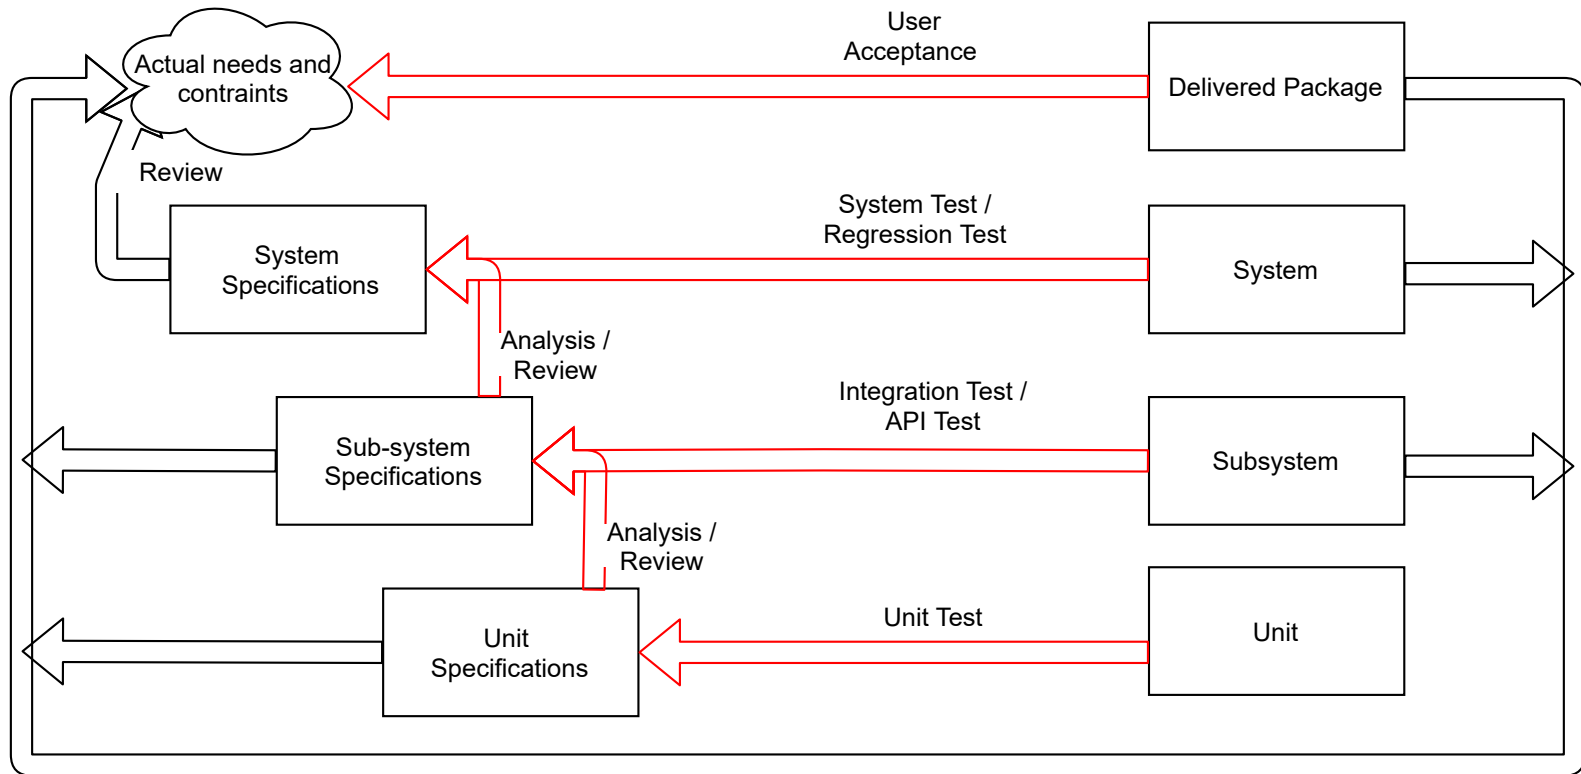 User
Acceptance
Actual needs and
contraints
Delivered Package
Review
System Test /
Regression Test
System
Specifications
System
Analysis /
Review
Integration Test /
API Test
Sub-system
Specifications
Subsystem
Analysis /
Review
Unit Test
Unit
Specifications
Unit